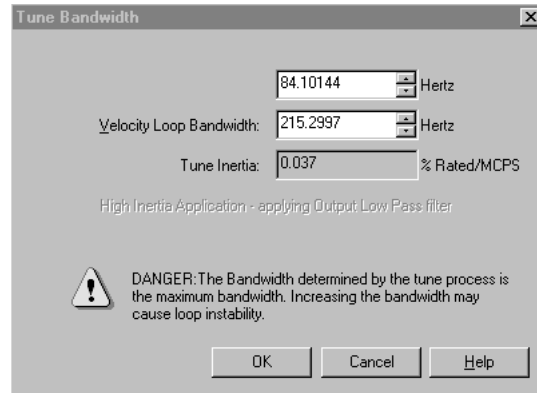 Tune Bandwidth
84.10144 Hertz
Velocity Loop Bandwidth: 215.2997 Hertz
Tune Inertia: 0.037 % Rated/MCPS
High Inertia Application - applying Output Low Pass filter
DANGER:The Bandwidth determined by the tune process is
the maximum bandwidth. Increasing the bandwidth may
cause loop instability.
OK Cancel Help